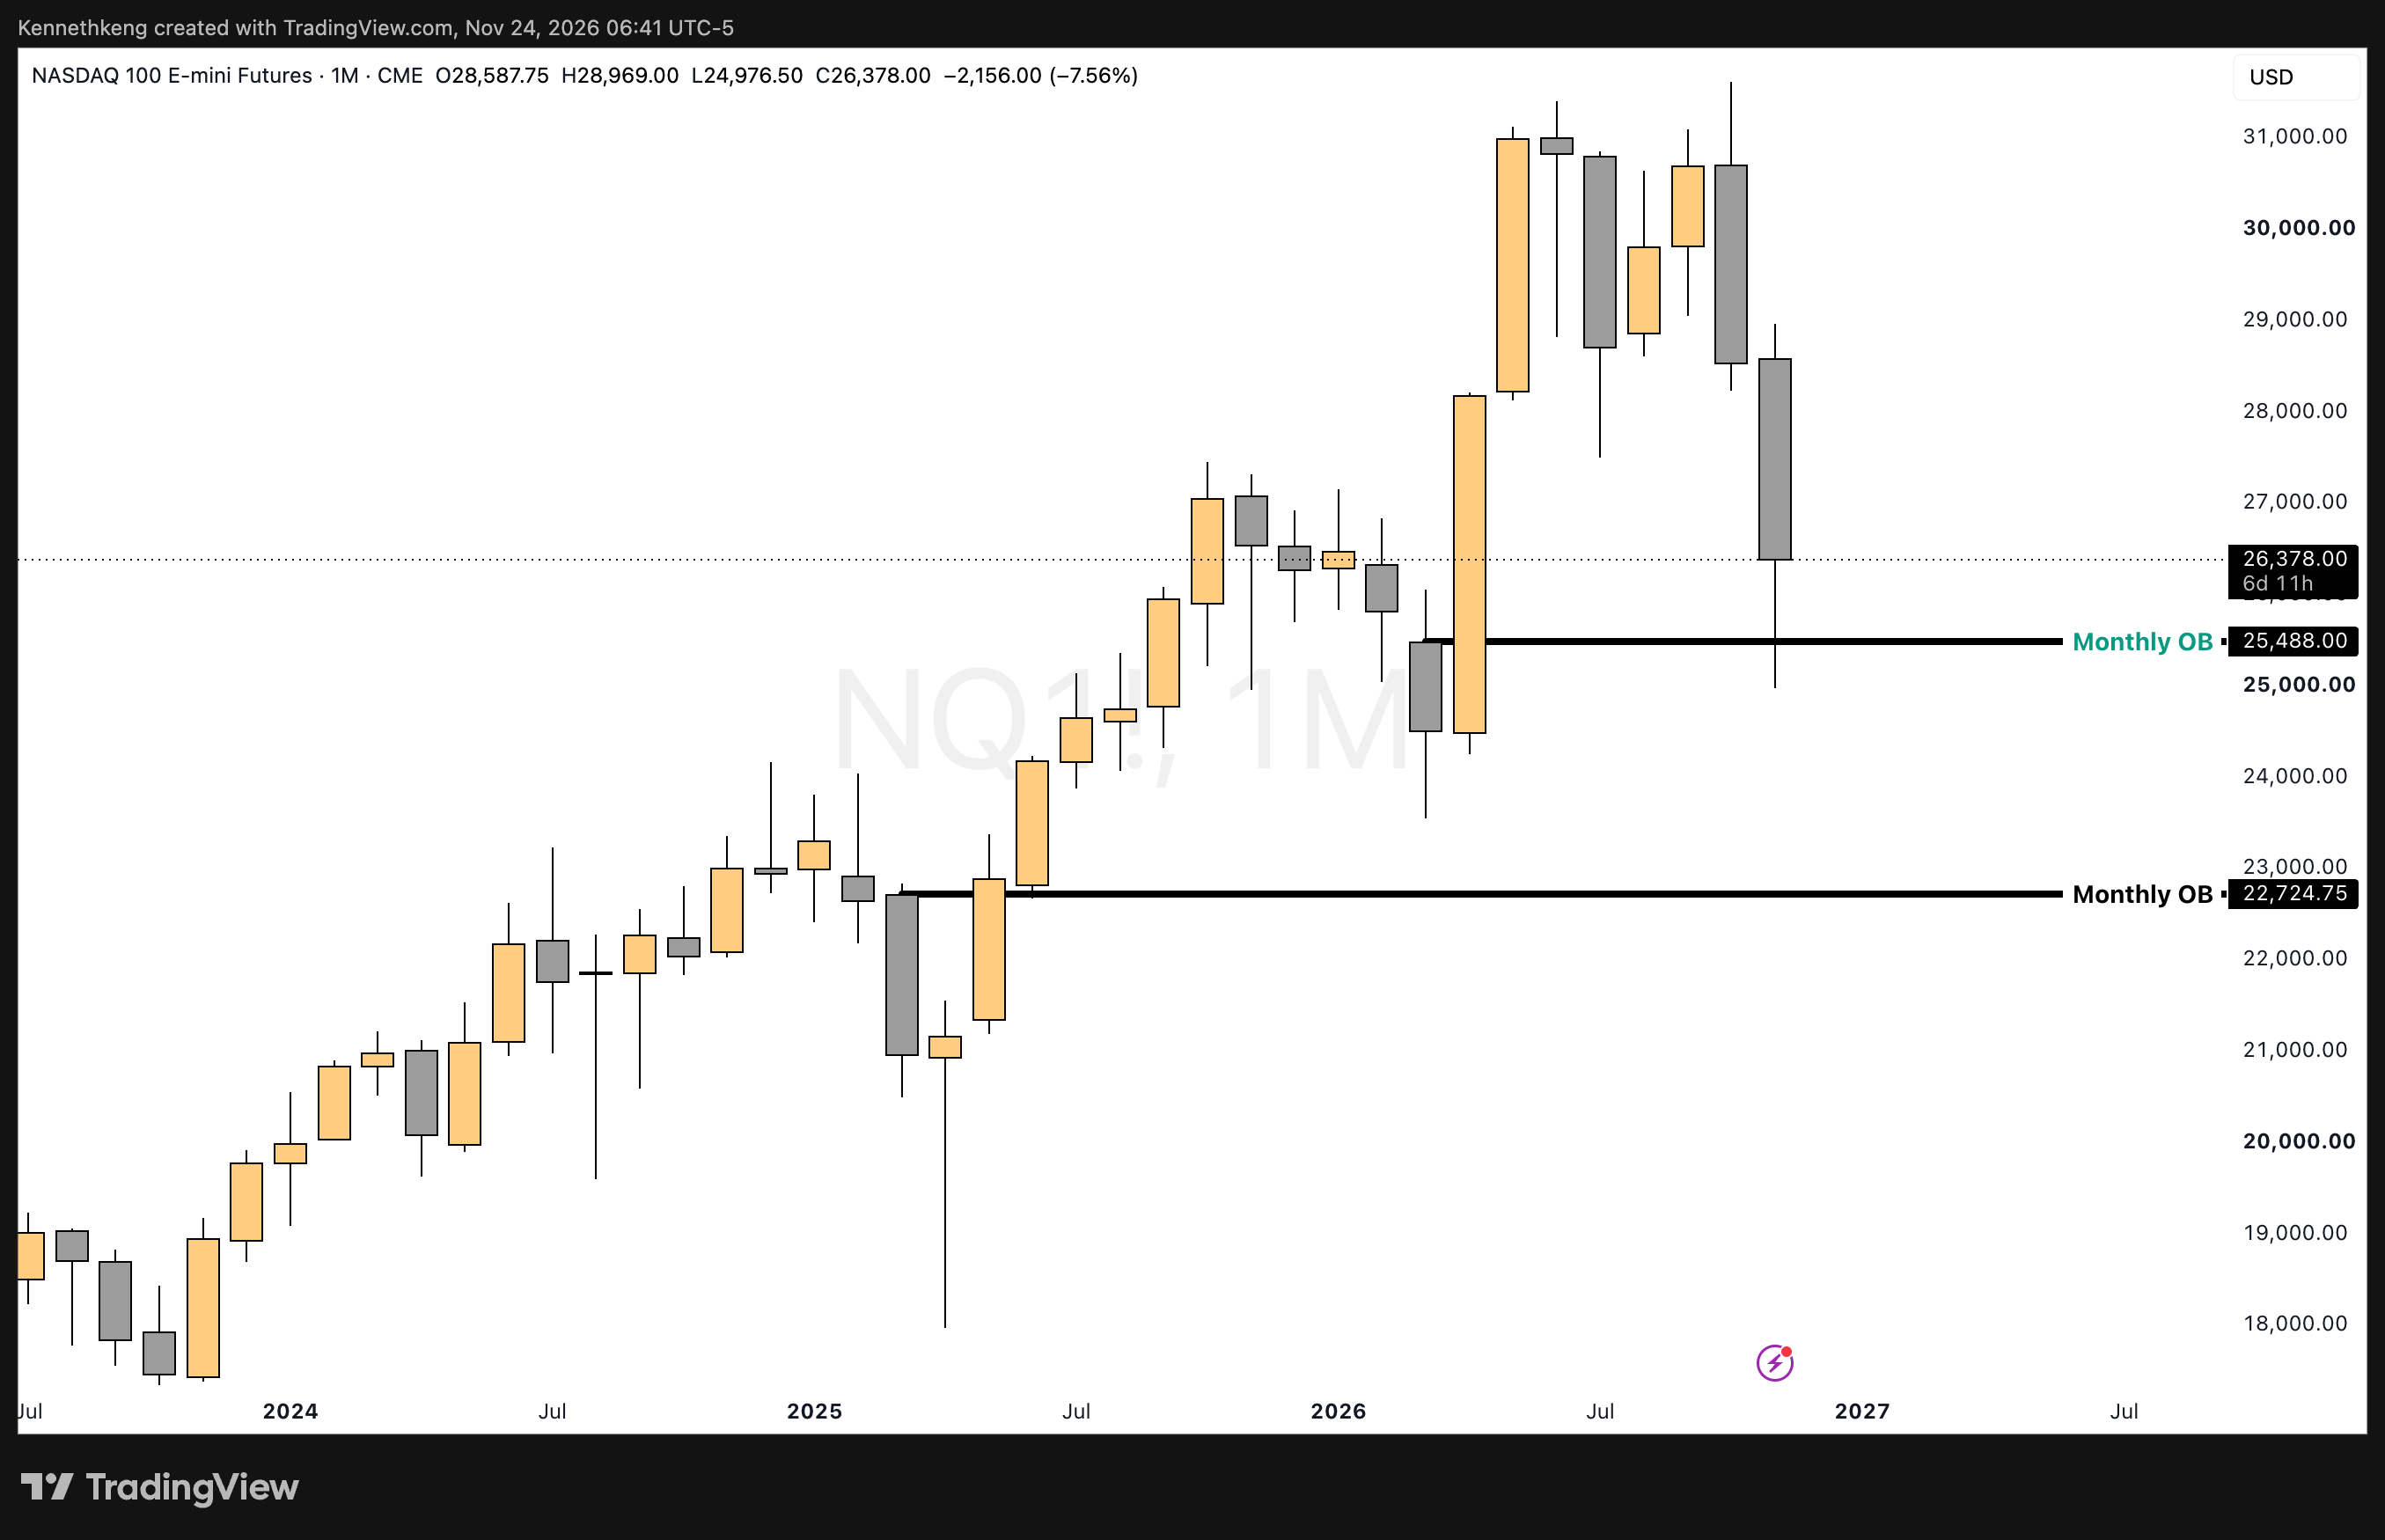 Kennethkeng created with TradingView.com, Nov 24, 2026 06:41 UTC-5
NASDAQ 100 E-mini Futures · 1M · CME O28,587.75 H28,969.00 L24,976.50 C26,378.00 −2,156.00 (−7.56%)
USD
31,000.00
30,000.00
29,000.00
28,000.00
27,000.00
26,378.00
6d 11h
Monthly OB 25,488.00
NQ1!, 1M
25,000.00
24,000.00
23,000.00
Monthly OB 22,724.75
22,000.00
21,000.00
20,000.00
19,000.00
18,000.00
Jul 2024 Jul 2025 Jul 2026 Jul 2027 Jul
TradingView